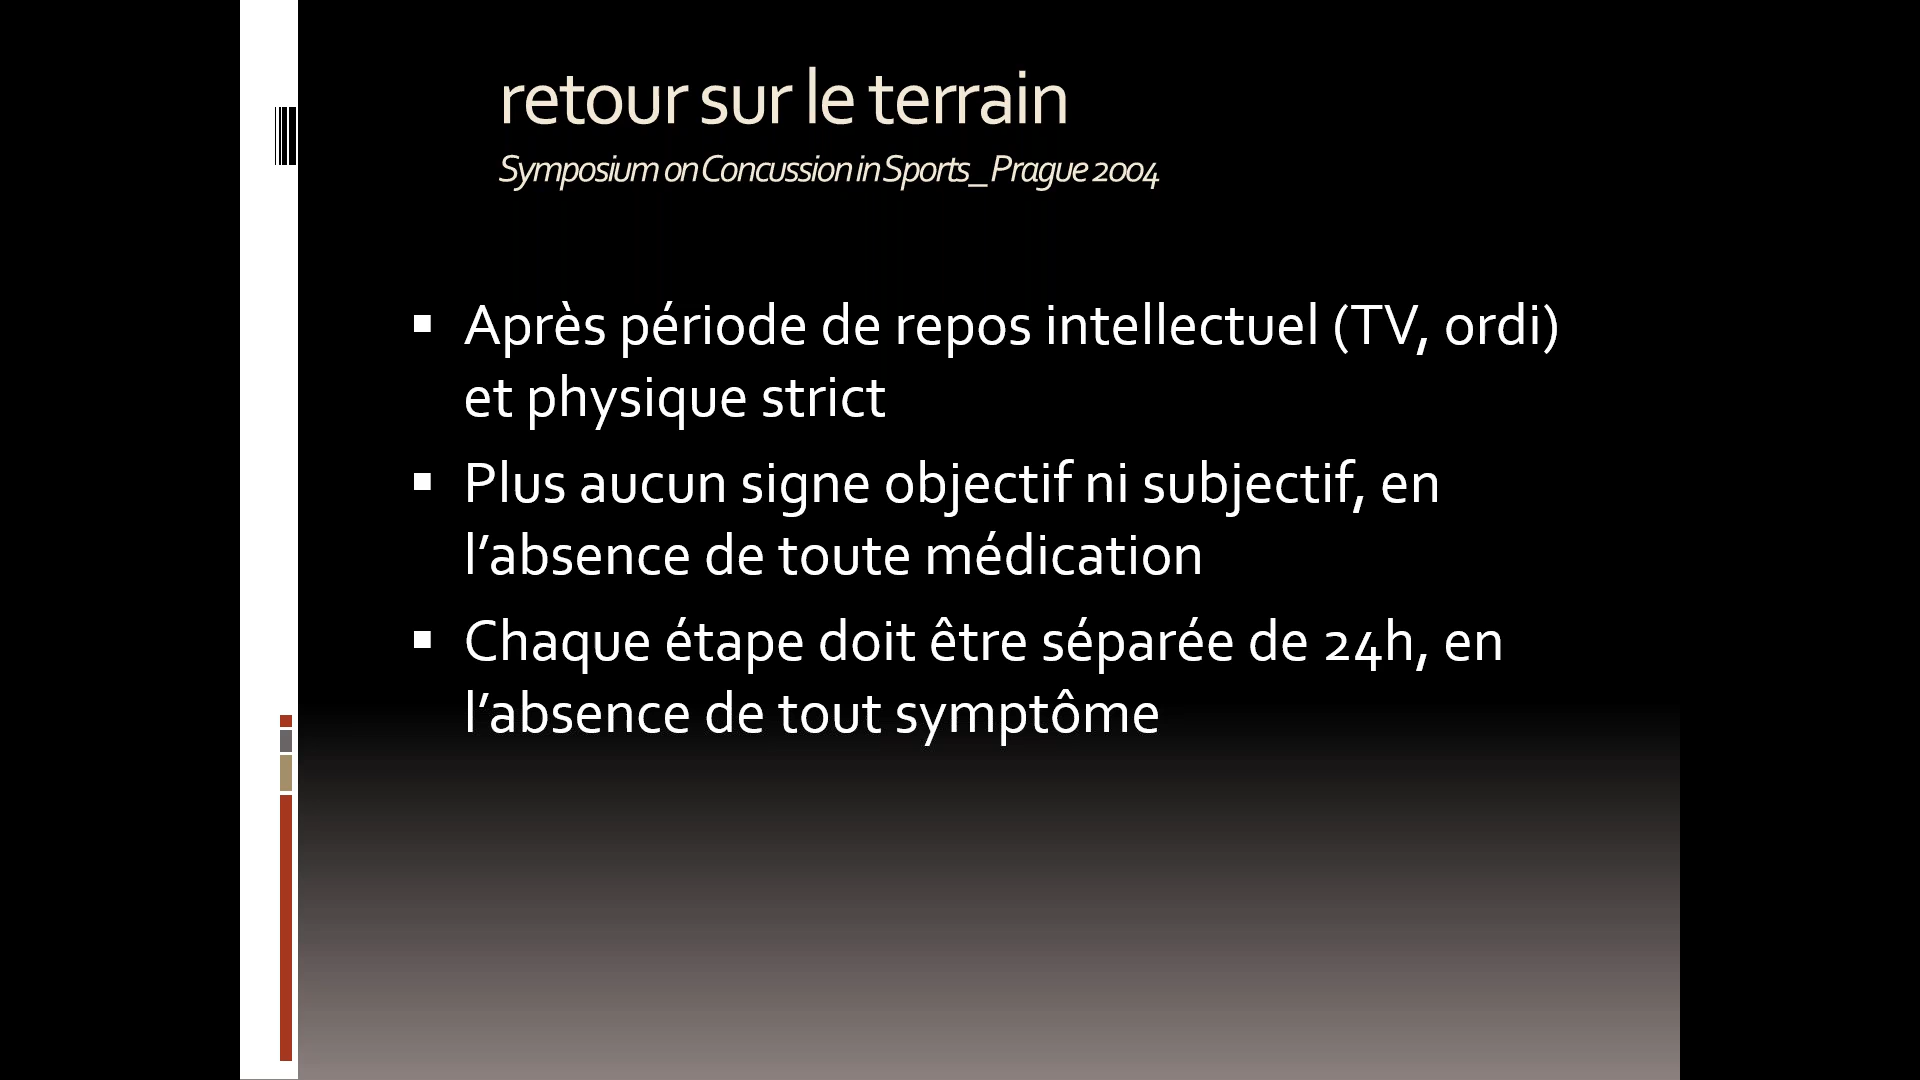 retour sur le terrain
Symposium on Concussion in Sports_ Prague 2004
▪ Après période de repos intellectuel (TV, ordi)
et physique strict
▪ Plus aucun signe objectif ni subjectif, en
l’absence de toute médication
▪ Chaque étape doit être séparée de 24h, en
l’absence de tout symptôme